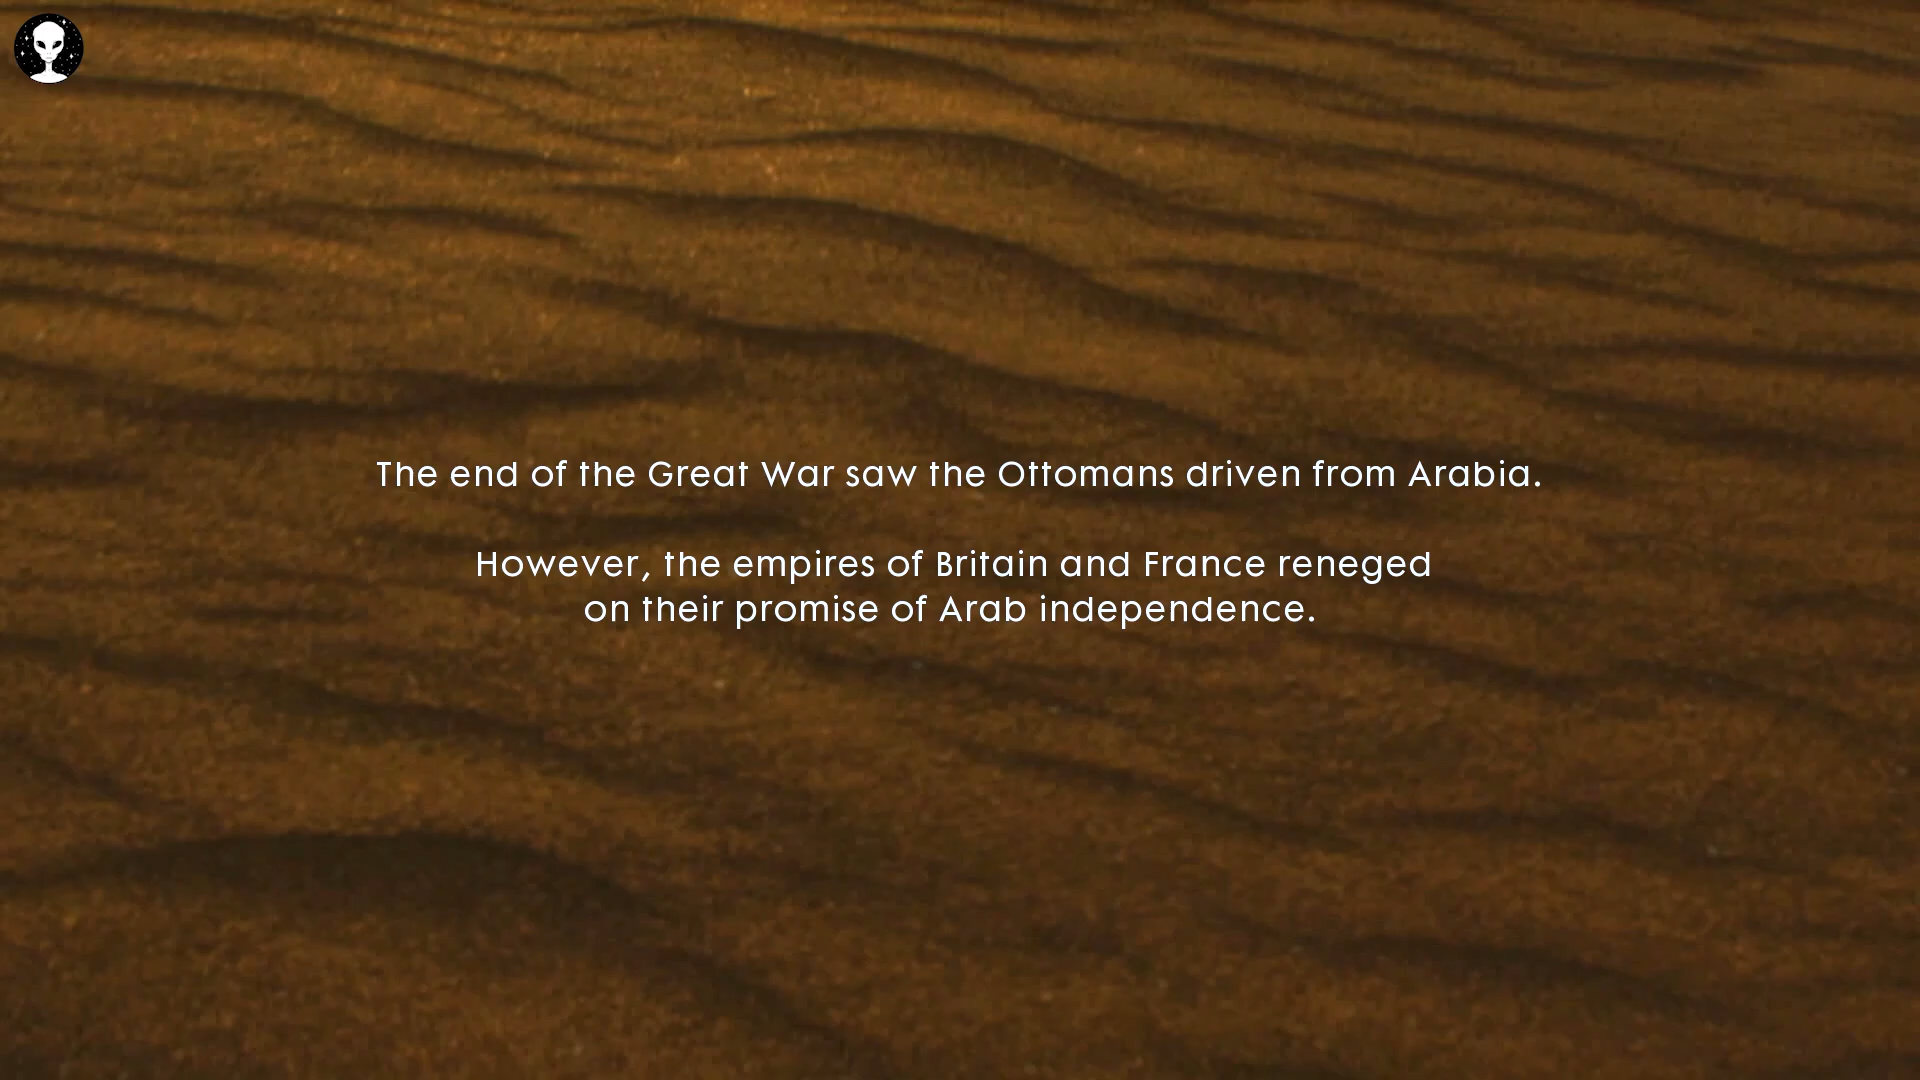 The end of the Great War saw the Ottomans driven from Arabia.
However, the empires of Britain and France reneged
on their promise of Arab independence.